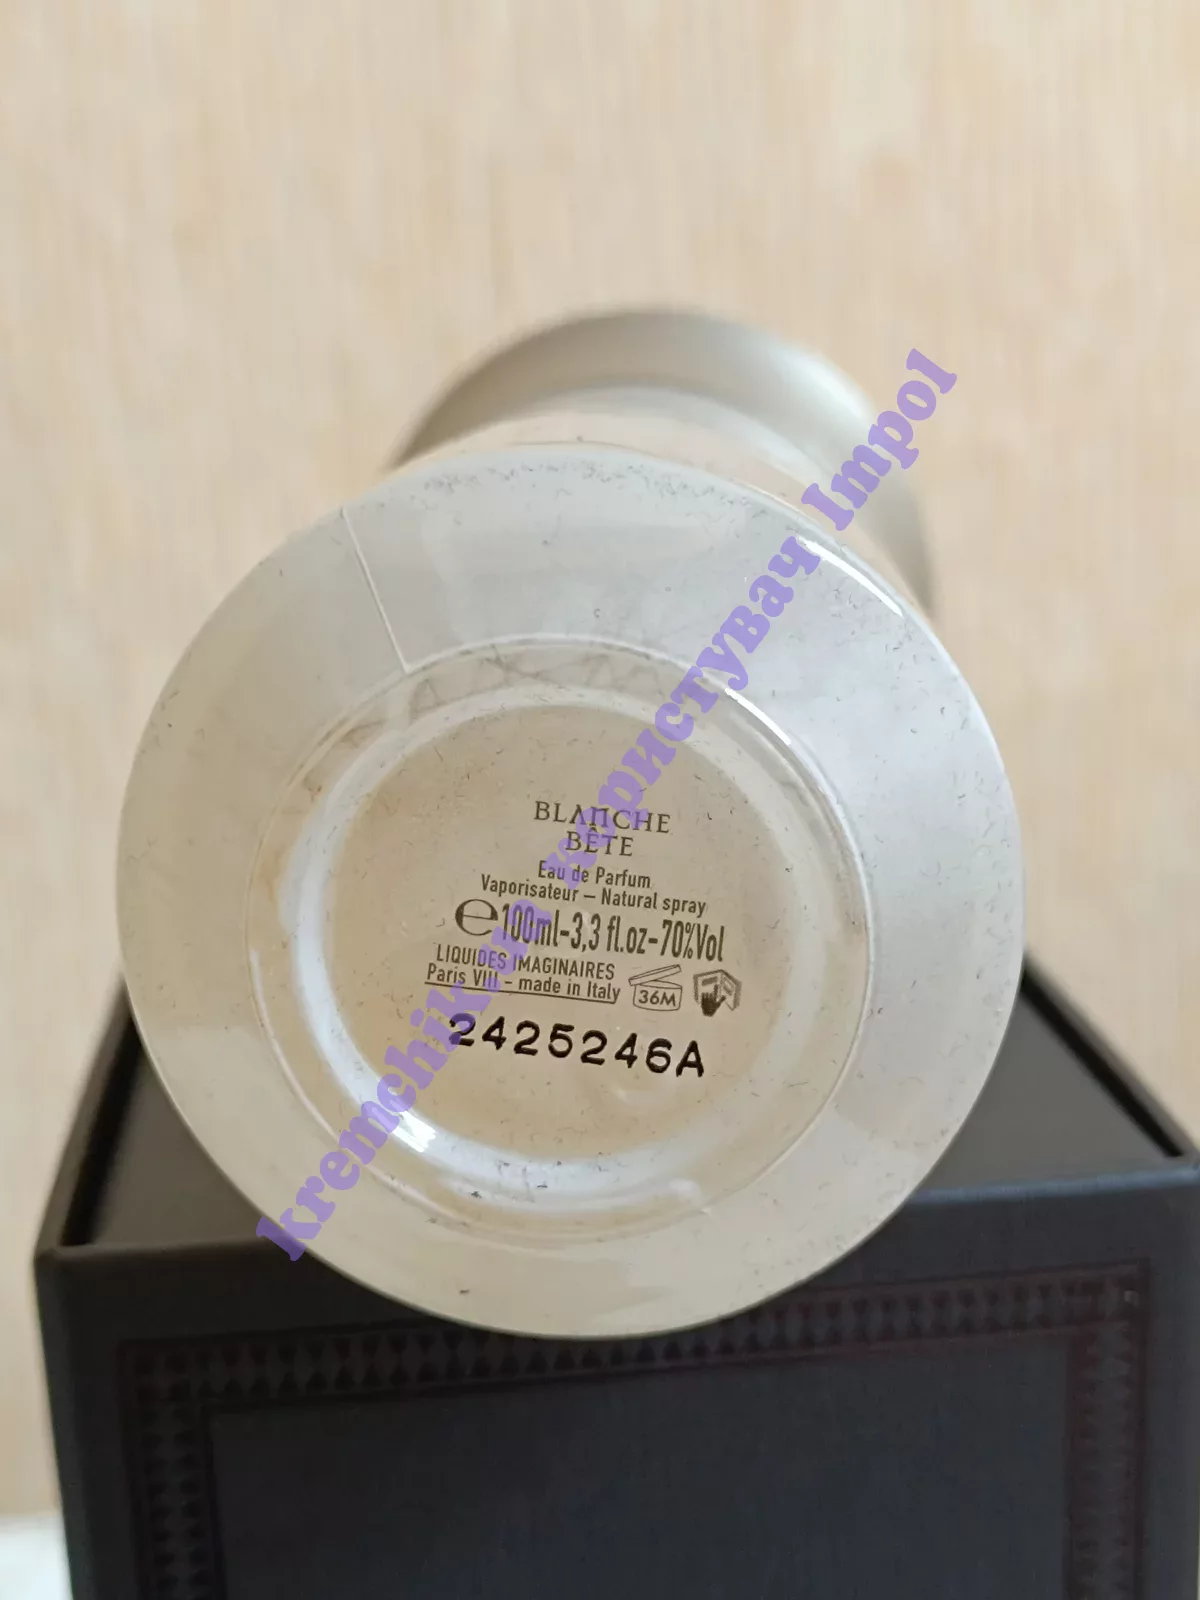 BLANCHE
BÊTE
Eau de Parfum
Vaporisateur – Natural spray
℮100ml-3,3 fl.oz-70%Vol
LIQUIDES IMAGINAIRES
Paris VIII - made in Italy
36M
2425246A
kremchikun користувач Impol